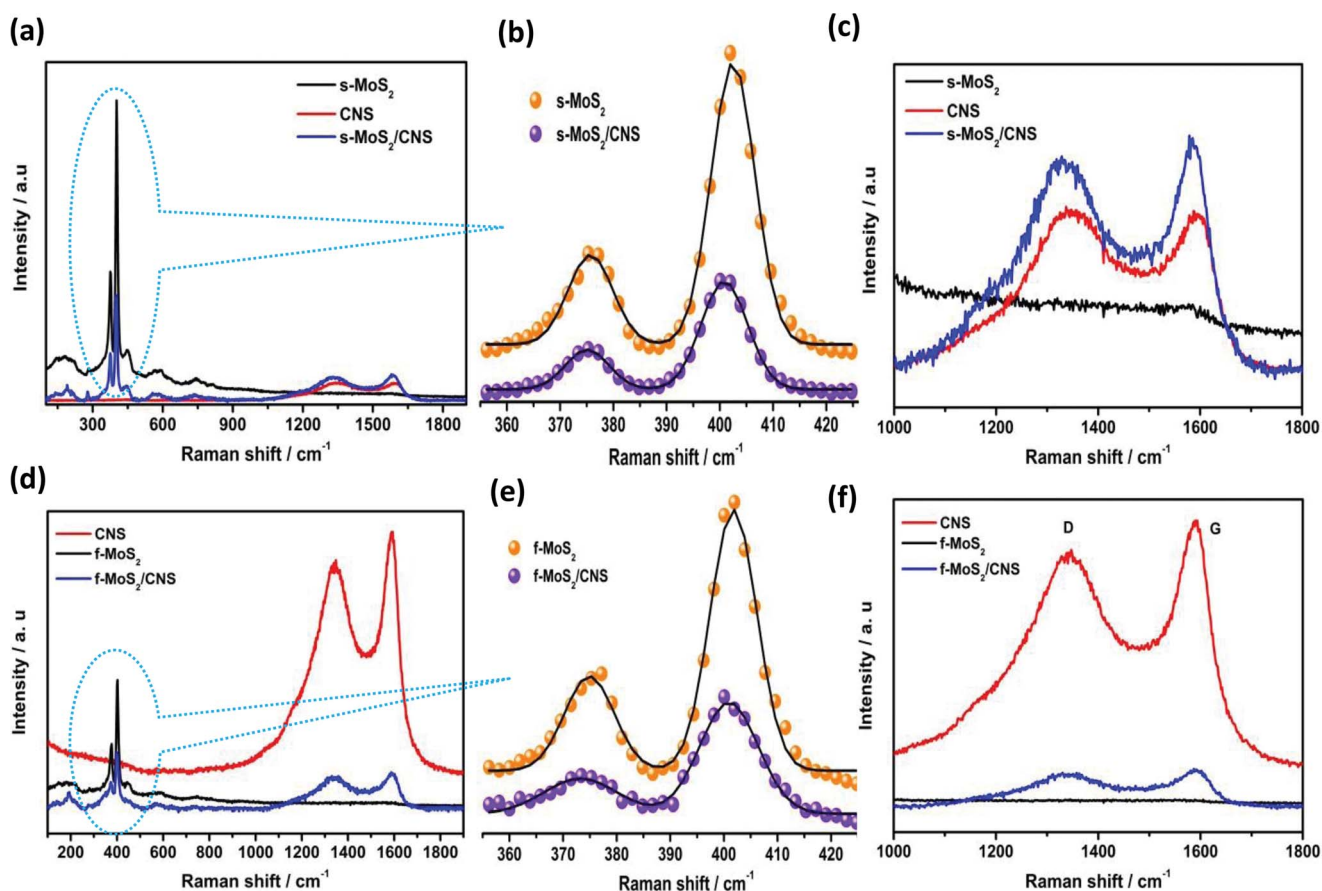 (a)
s-MoS₂
CNS
s-MoS₂/CNS
Intensity / a.u
300 600 900 1200 1500 1800
Raman shift / cm⁻¹
(b)
s-MoS₂
s-MoS₂/CNS
360 370 380 390 400 410 420
Raman shift / cm⁻¹
(c)
s-MoS₂
CNS
s-MoS₂/CNS
Intensity / a.u
1000 1200 1400 1600 1800
Raman shift / cm⁻¹
(d)
CNS
f-MoS₂
f-MoS₂/CNS
Intensity / a. u
200 400 600 800 1000 1200 1400 1600 1800
Raman shift / cm⁻¹
(e)
f-MoS₂
f-MoS₂/CNS
360 370 380 390 400 410 420
Raman shift / cm⁻¹
(f)
CNS
f-MoS₂
f-MoS₂/CNS
D
G
Intensity / a.u
1000 1200 1400 1600 1800
Raman shift / cm⁻¹